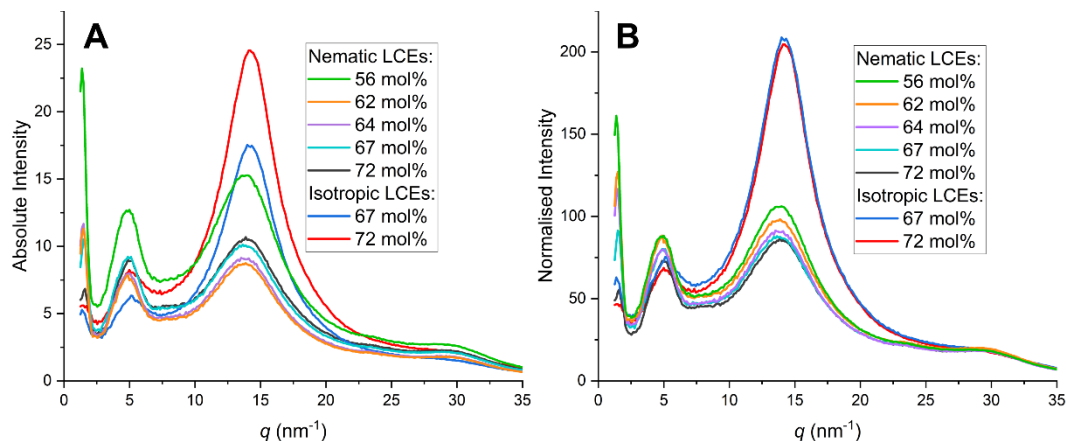 A
Absolute Intensity
25
20
15
10
5
0
Nematic LCEs:
56 mol%
62 mol%
64 mol%
67 mol%
72 mol%
Isotropic LCEs:
67 mol%
72 mol%
0 5 10 15 20 25 30 35
q (nm⁻¹)
B
Normalised Intensity
200
150
100
50
0
Nematic LCEs:
56 mol%
62 mol%
64 mol%
67 mol%
72 mol%
Isotropic LCEs:
67 mol%
72 mol%
0 5 10 15 20 25 30 35
q (nm⁻¹)